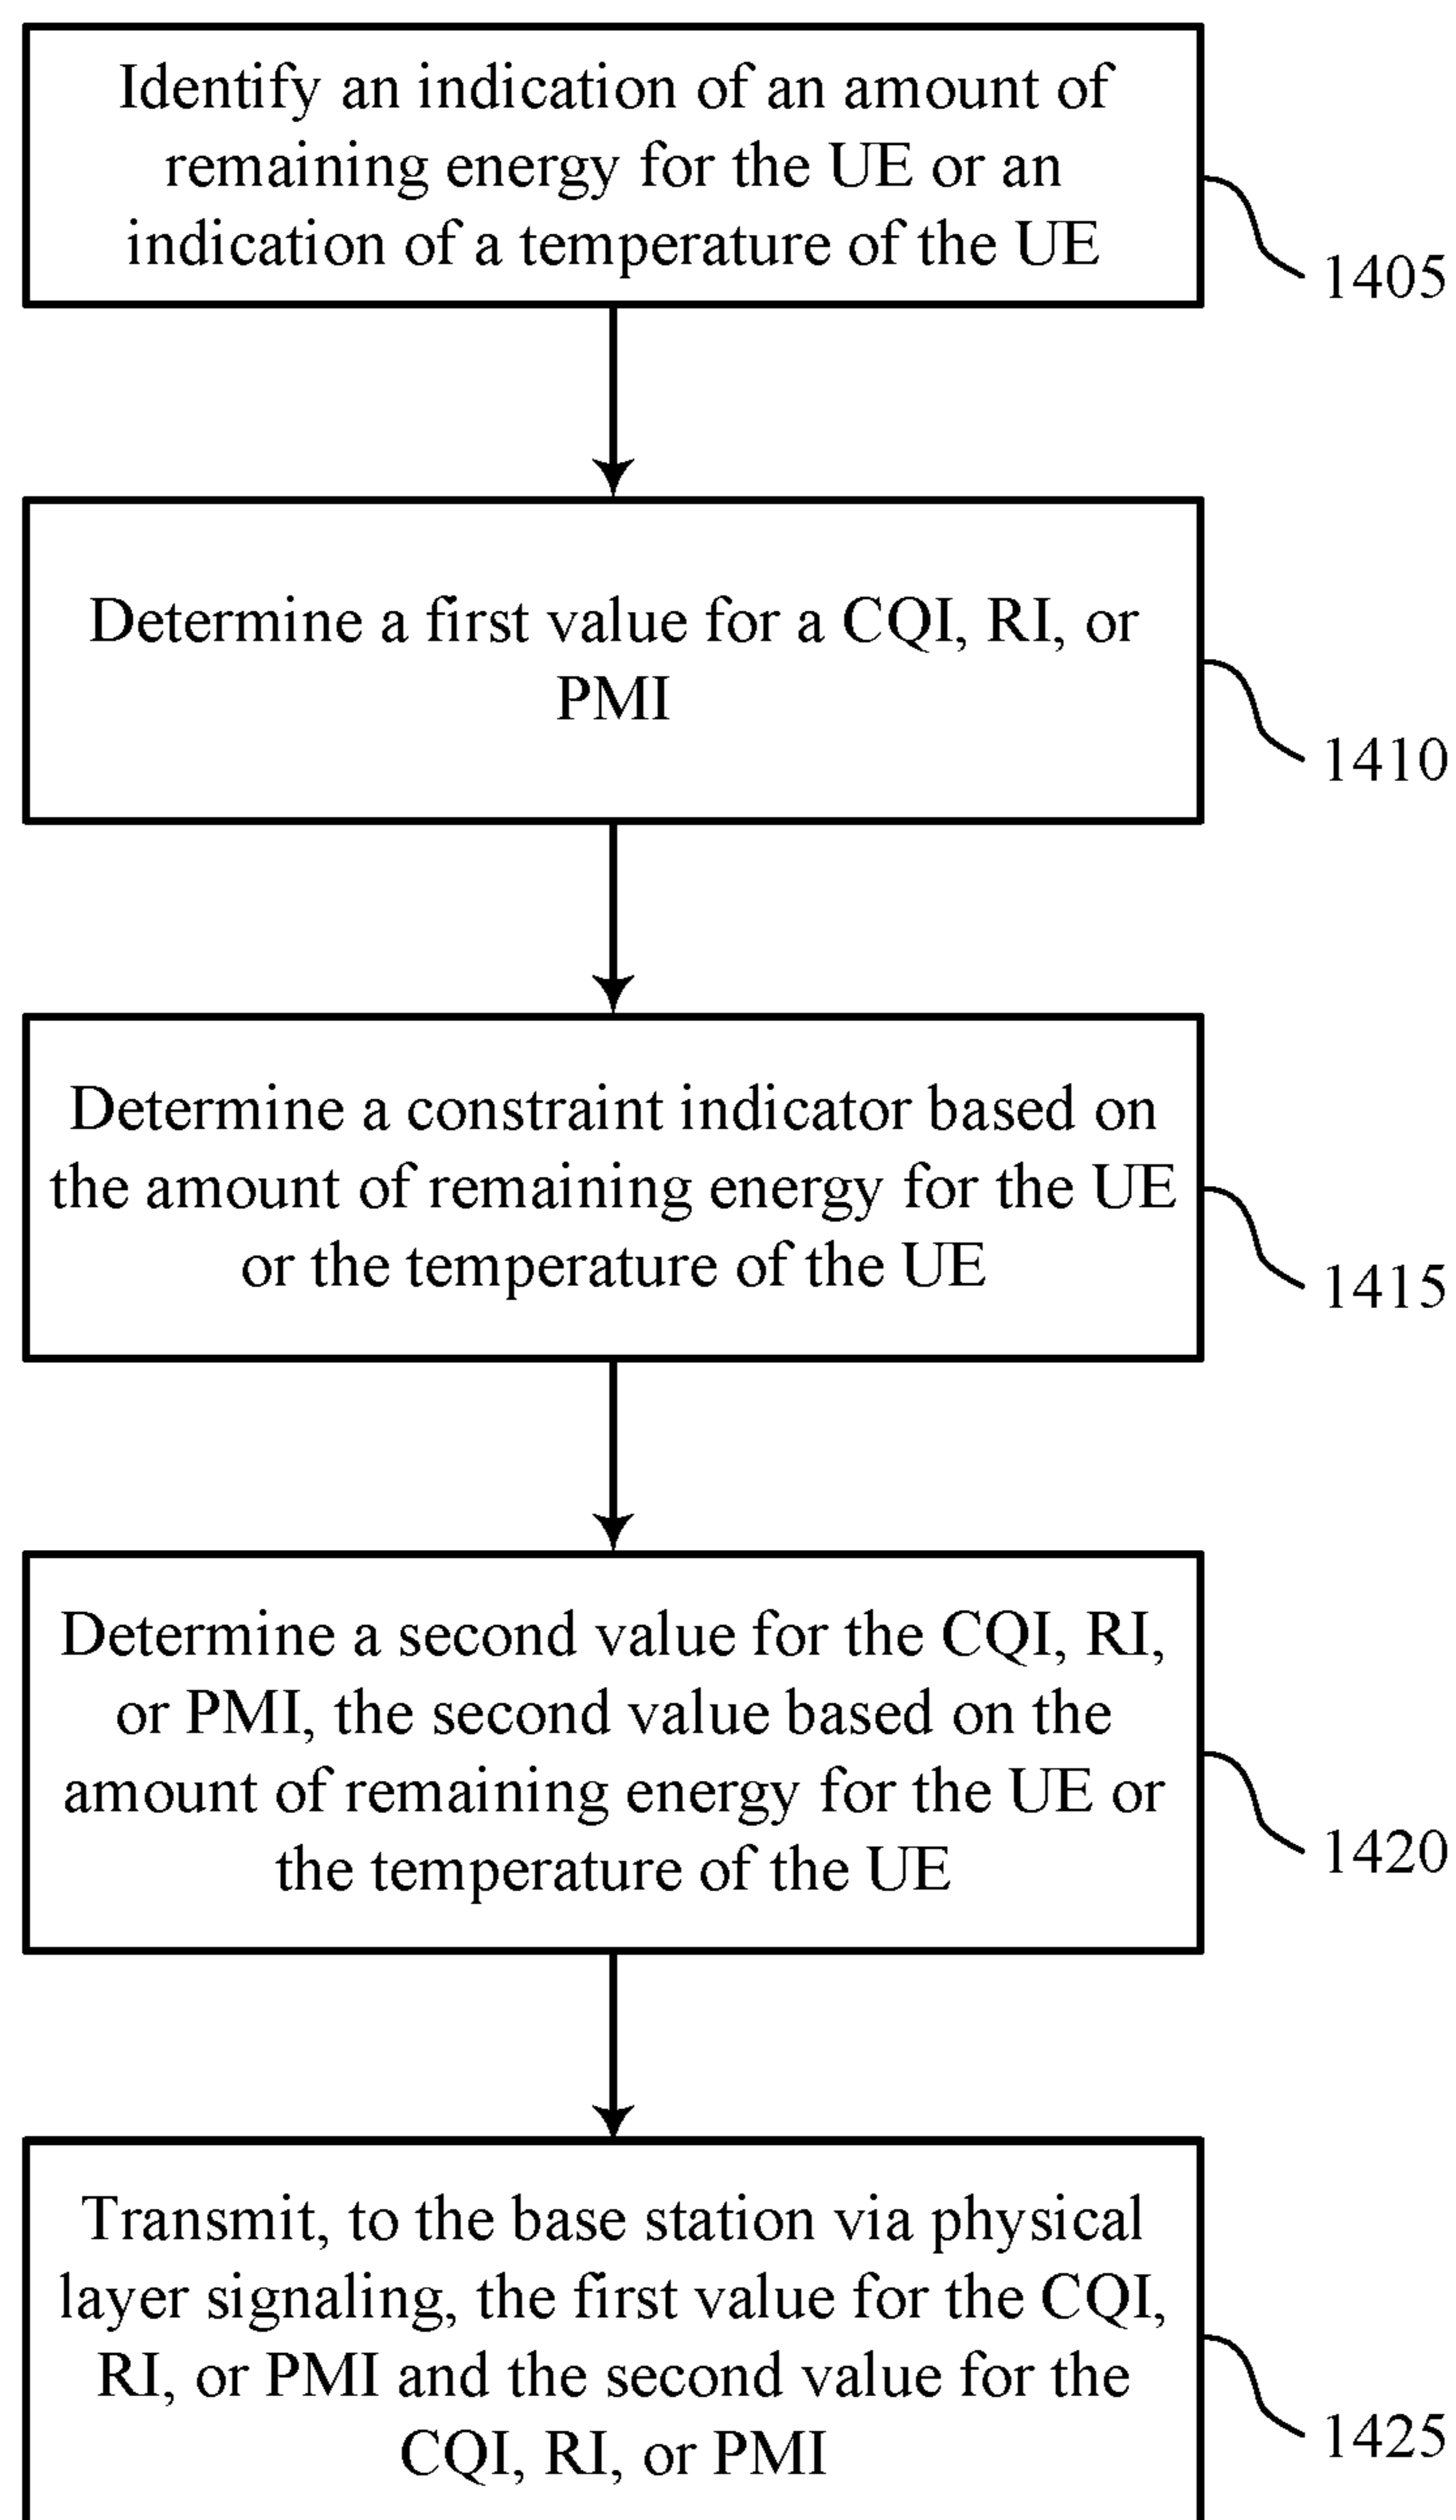 Identify an indication of an amount of
remaining energy for the UE or an
indication of a temperature of the UE
1405
Determine a first value for a CQI, RI, or
PMI
1410
Determine a constraint indicator based on
the amount of remaining energy for the UE
or the temperature of the UE
1415
Determine a second value for the CQI, RI,
or PMI, the second value based on the
amount of remaining energy for the UE or
the temperature of the UE
1420
Transmit, to the base station via physical
layer signaling, the first value for the CQI,
RI, or PMI and the second value for the
CQI, RI, or PMI
1425